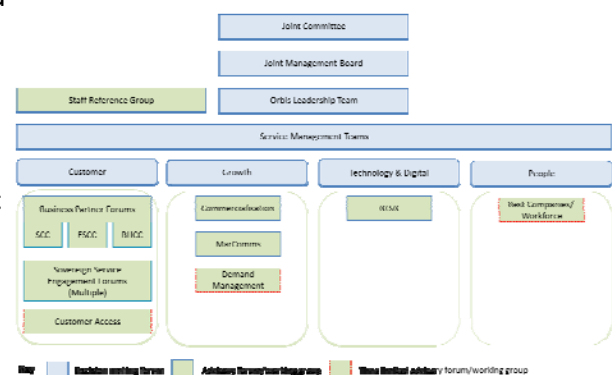 Joint Committee
Joint Management Board
Staff Reference Group
Orbis Leadership Team
Service Management Teams
Customer
Growth
Technology & Digital
People
Business Partner Forums
SCC
ESCC
BHCC
Commercialisation
Best Companies/
Workforce
MarComms
Sovereign Service
Engagement Forums
(Multiple)
Demand
Management
Customer Access
Key
Decision making forum
Advisory forum/working group
Time limited advisory forum/working group